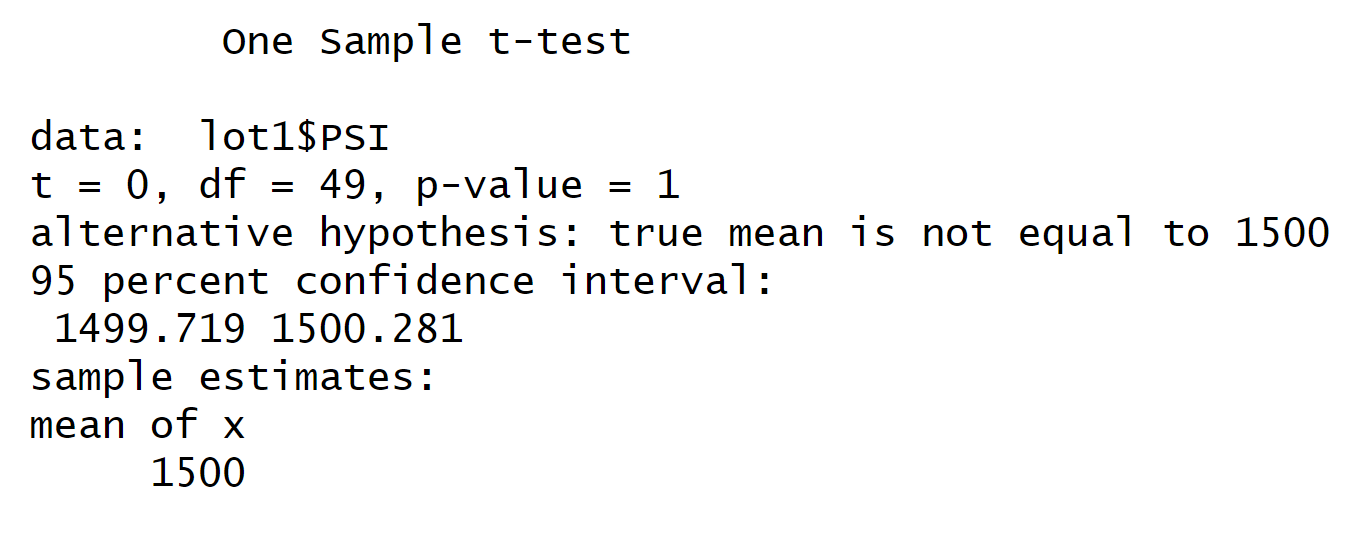 One Sample t-test
data:  lot1$PSI
t = 0, df = 49, p-value = 1
alternative hypothesis: true mean is not equal to 1500
95 percent confidence interval:
1499.719 1500.281
sample estimates:
mean of x
1500